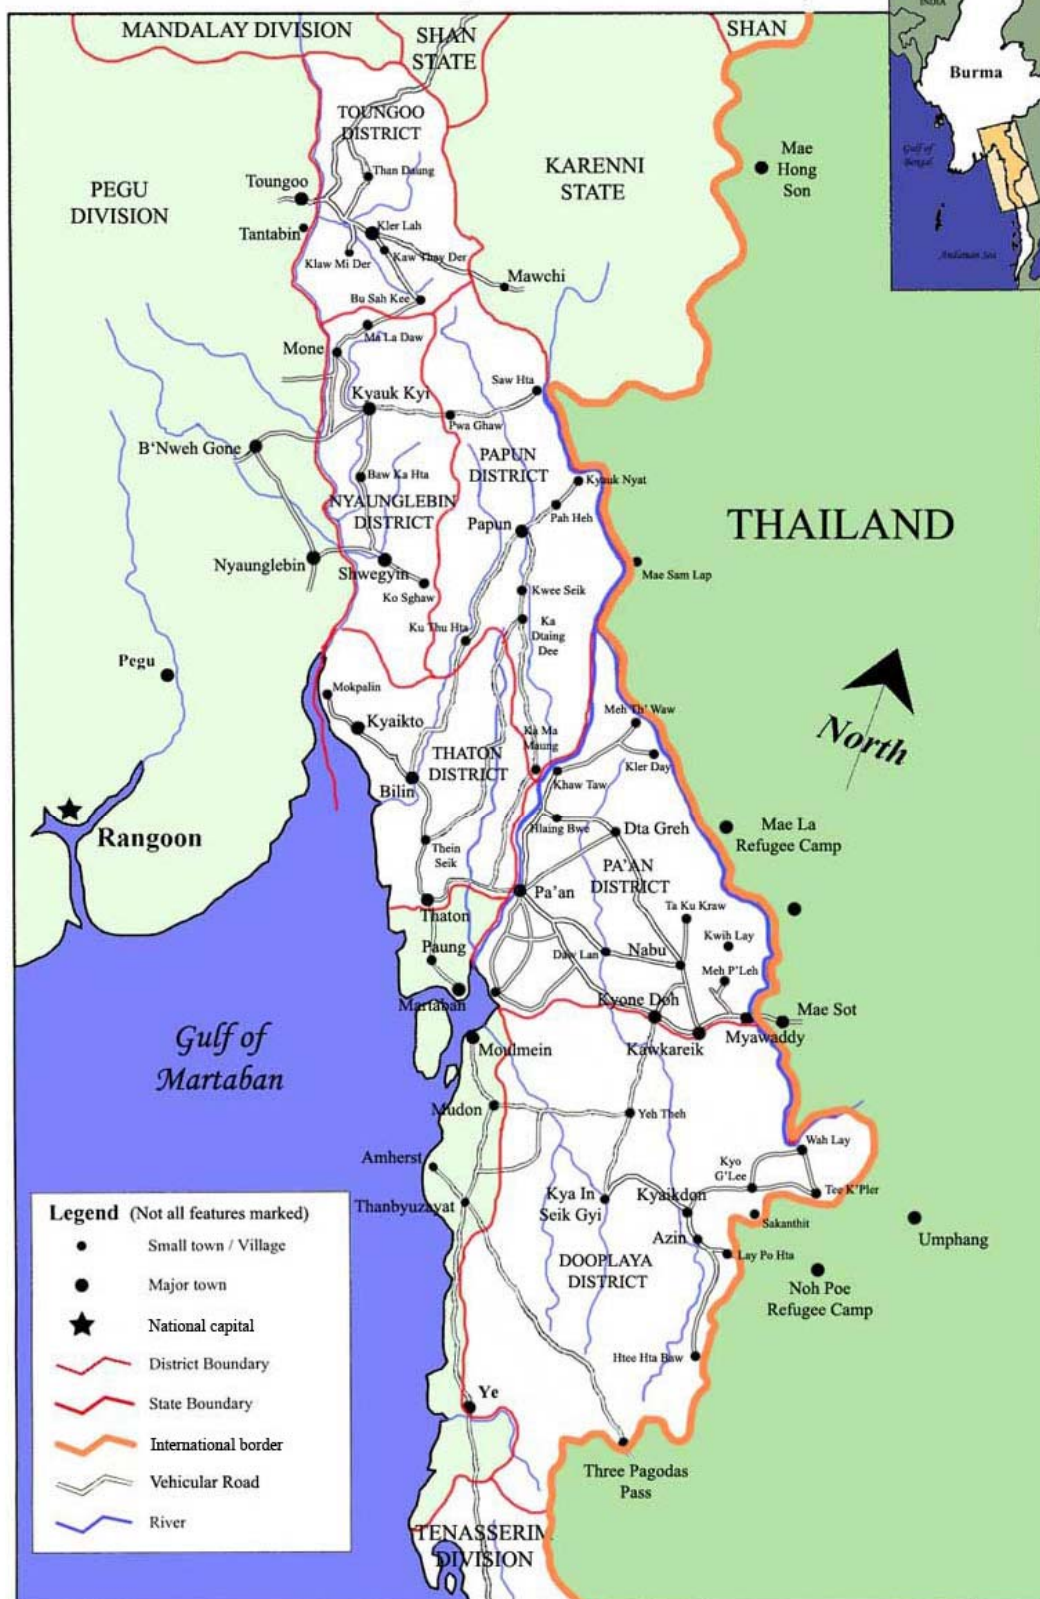 MANDALAY DIVISION
SHAN
STATE
SHAN
INDIA
Burma
Gulf of
Bengal
Andaman Sea
TOUNGOO
DISTRICT
KARENNI
STATE
Mae
Hong
Son
PEGU
DIVISION
Than Daung
Toungoo
Tantabin
Kler Lah
Klaw Mi Der
Kaw Thay Der
Mawchi
Bu Sah Kee
Ma La Daw
Mone
Saw Hta
Kyauk Kyi
Pwa Ghaw
B'Nweh Gone
PAPUN
DISTRICT
Baw Ka Hta
Kyauk Nyat
NYAUNGLEBIN
DISTRICT
Pah Heh
Papun
THAILAND
Nyaunglebin
Shwegyin
Mae Sam Lap
Ko Sghaw
Kwee Seik
Ku Thu Hta
Ka
Dtaing
Dee
Pegu
Mokpalin
Kyaikto
Meh Th' Waw
North
Ka Ma
Maung
THATON
DISTRICT
Kler Day
Khaw Taw
Bilin
Rangoon
Hlaing Bwe
Dta Greh
Mae La
Refugee Camp
Thein
Seik
PA'AN
DISTRICT
Pa'an
Ta Ku Kraw
Thaton
Kwih Lay
Paung
Daw Lan
Nabu
Meh P'Leh
Martaban
Kyone Doh
Mae Sot
Gulf of
Martaban
Moulmein
Kawkareik
Myawaddy
Mudon
Yeh Theh
Amherst
Wah Lay
Kyo
G'Lee
Thanbyuzayat
Kya In
Seik Gyi
Kyaikdon
Tee K'Pler
Sakanthit
Umphang
Azin
Lay Po Hta
DOOPLAYA
DISTRICT
Noh Poe
Refugee Camp
Htee Hta Baw
Ye
Three Pagodas
Pass
TENASSERIM
DIVISION
Legend (Not all features marked)
Small town / Village
Major town
National capital
District Boundary
State Boundary
International border
Vehicular Road
River